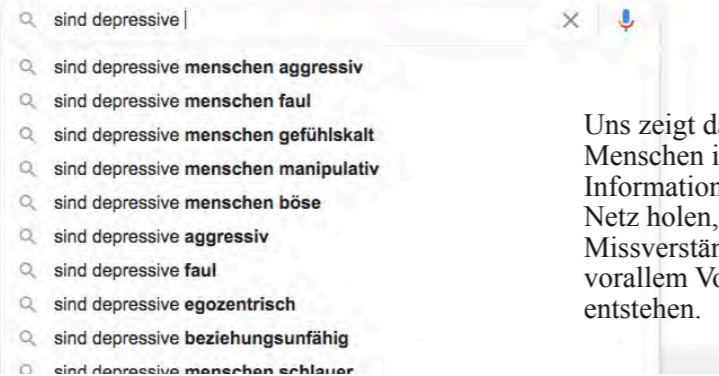 sind depressive
sind depressive menschen aggressiv
sind depressive menschen faul
sind depressive menschen gefühlskalt
sind depressive menschen manipulativ
sind depressive menschen böse
sind depressive aggressiv
sind depressive faul
sind depressive egozentrisch
sind depressive beziehungsunfähig
sind depressive menschen schlauer
Uns zeigt
Menschen
Information
Netz holen,
vorallem
entstehen.